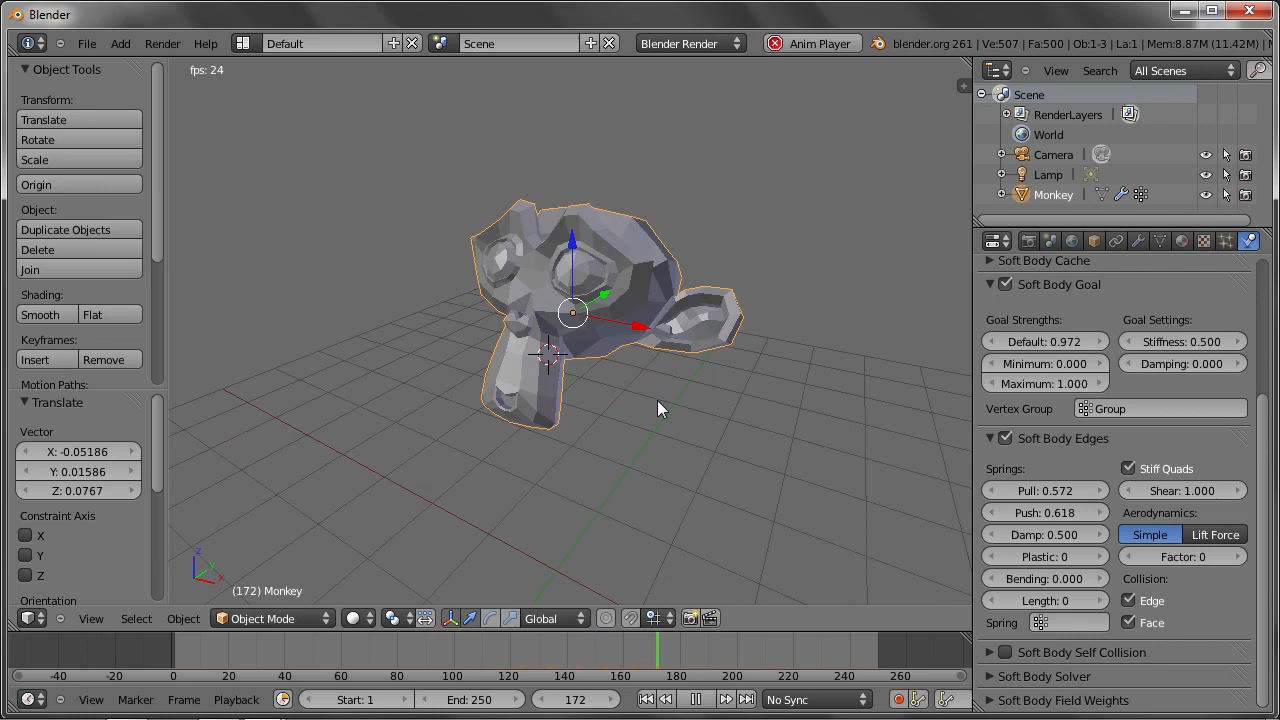 Blender
File Add Render Help Default Scene Blender Render Anim Player blender.org 261 | Ve:507 | Fa:500 | Ob:1-3 | La:1 | Mem:8.87M (11.42M) |
Object Tools
Transform:
Translate
Rotate
Scale
Origin
Object:
Duplicate Objects
Delete
Join
Shading:
Smooth Flat
Keyframes:
Insert Remove
Motion Paths:
Translate
Vector
X: -0.05186
Y: 0.01586
Z: 0.0767
Constraint Axis
X
Y
Z
Orientation
fps: 24
z
y
x
(172) Monkey
View Select Object Object Mode Global
-40 -20 0 20 40 60 80 100 120 140 160 180 200 220 240 260
View Marker Frame Playback Start: 1 End: 250 172 No Sync
View Search All Scenes
Scene
RenderLayers |
World
Camera |
Lamp |
Monkey |
Soft Body Cache
Soft Body Goal
Goal Strengths: Goal Settings:
Default: 0.972 Stiffness: 0.500
Minimum: 0.000 Damping: 0.000
Maximum: 1.000
Vertex Group Group
Soft Body Edges
Springs: Stiff Quads
Pull: 0.572 Shear: 1.000
Push: 0.618 Aerodynamics:
Damp: 0.500 Simple Lift Force
Plastic: 0 Factor: 0
Bending: 0.000 Collision:
Length: 0 Edge
Spring Face
Soft Body Self Collision
Soft Body Solver
Soft Body Field Weights